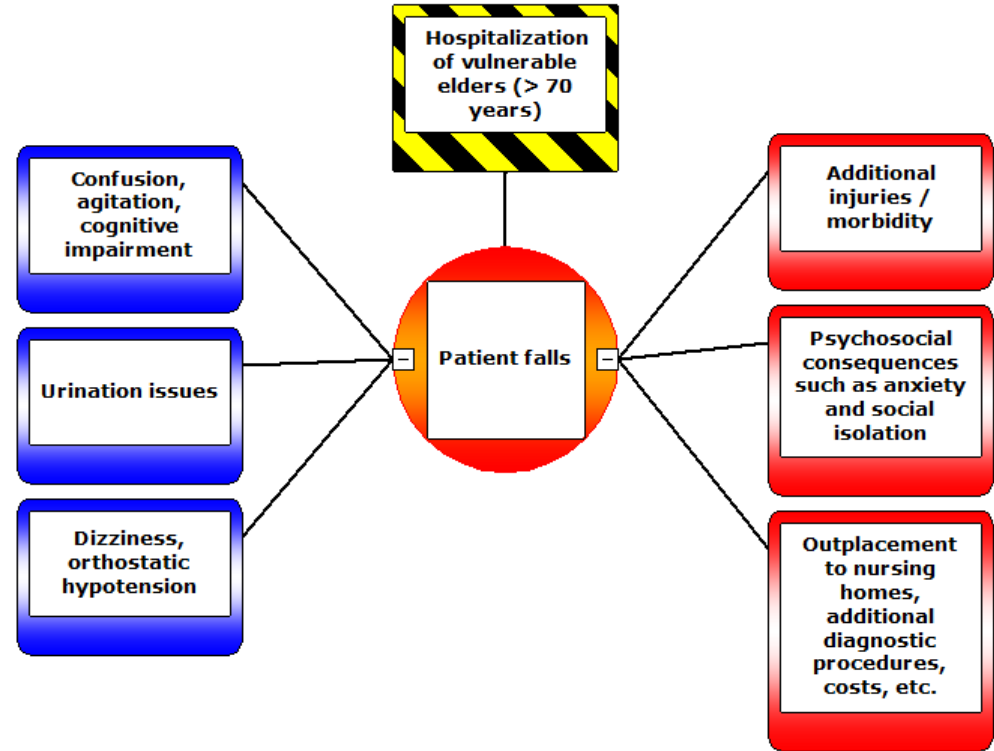 Hospitalization
of vulnerable
elders (> 70
years)
Confusion,
agitation,
cognitive
impairment
Urination issues
Dizziness,
orthostatic
hypotension
Patient falls
Additional
injuries /
morbidity
Psychosocial
consequences
such as anxiety
and social
isolation
Outplacement
to nursing
homes,
additional
diagnostic
procedures,
costs, etc.